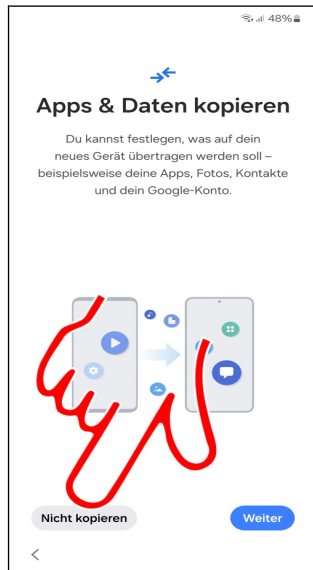 48%
Apps & Daten kopieren
Du kannst festlegen, was auf dein
neues Gerät übertragen werden soll –
beispielsweise deine Apps, Fotos, Kontakte
und dein Google-Konto.
Nicht kopieren
Weiter